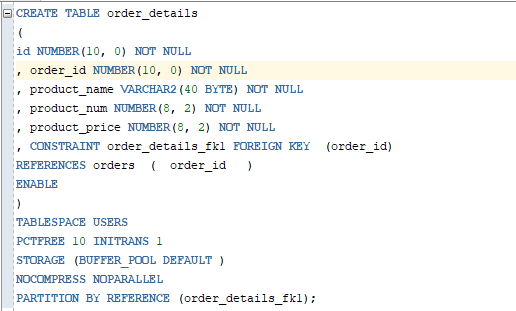 CREATE TABLE order_details
(
id NUMBER(10, 0) NOT NULL
, order_id NUMBER(10, 0) NOT NULL
, product_name VARCHAR2(40 BYTE) NOT NULL
, product_num NUMBER(8, 2) NOT NULL
, product_price NUMBER(8, 2) NOT NULL
, CONSTRAINT order_details_fk1 FOREIGN KEY  (order_id)
REFERENCES orders  (  order_id   )
ENABLE
)
TABLESPACE USERS
PCTFREE 10 INITRANS 1
STORAGE (BUFFER_POOL DEFAULT )
NOCOMPRESS NOPARALLEL
PARTITION BY REFERENCE (order_details_fk1);